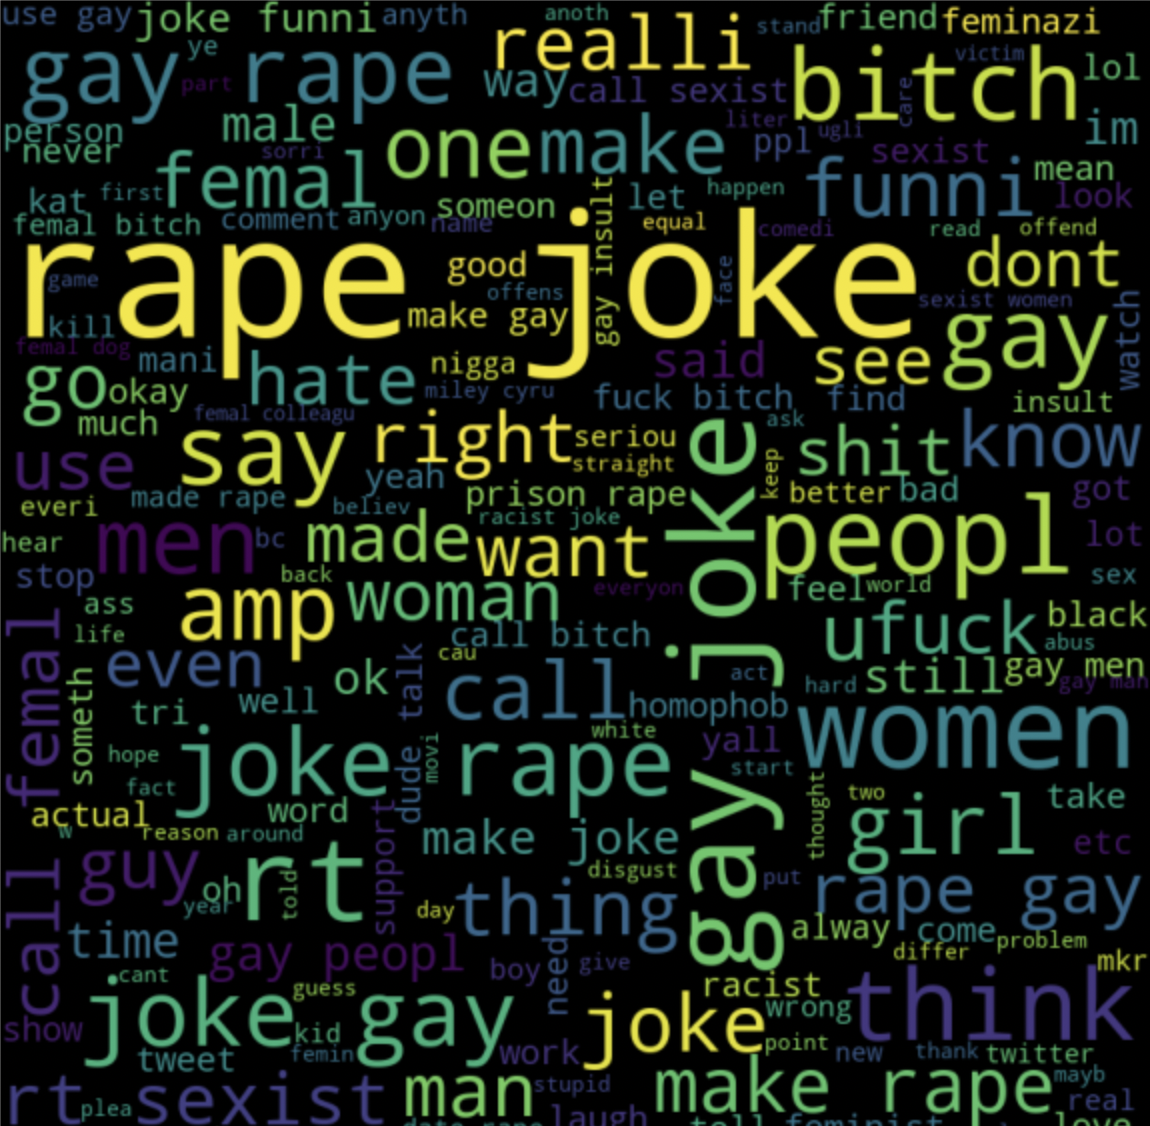 use gay joke funni anyth anoth stand friend feminazi
gay rape ye part realli way call sexist bitch victim lol
care liter ugli ppl im
person never male sorri one make sexist mean
femal kat first someon let happen funni look
femal bitch comment anyon name gay insult equal comedi read offend
rape joke
game good offens face dont sexist women watch
kill make gay gay
femal dog mani nigga said see
go okay hate miley cyru fuck bitch find insult
much femal colleagu say right seriou ask shit know
use yeah straight keep better bad got
everi made rape believ prison rape racist joke peopl lot
hear men bc made want gay joke
stop back everyon feel world sex
ass amp woman ufuck black
life call bitch abus
call femal even cau ok call act hard still gay men gay man
someth tri well dude talk homophob women
hope joke rape movi white yall start
fact thought two take
actual word support make joke girl etc
w reason around disgust
guy oh rt told thing put rape gay
year day alway come
time gay peopl boy need give differ problem mkr
cant guess racist think
joke gay joke wrong
show kid work point
tweet femin new thank twitter
rt plea sexist man stupid make rape mayb real
laugh date rape tell feminist love